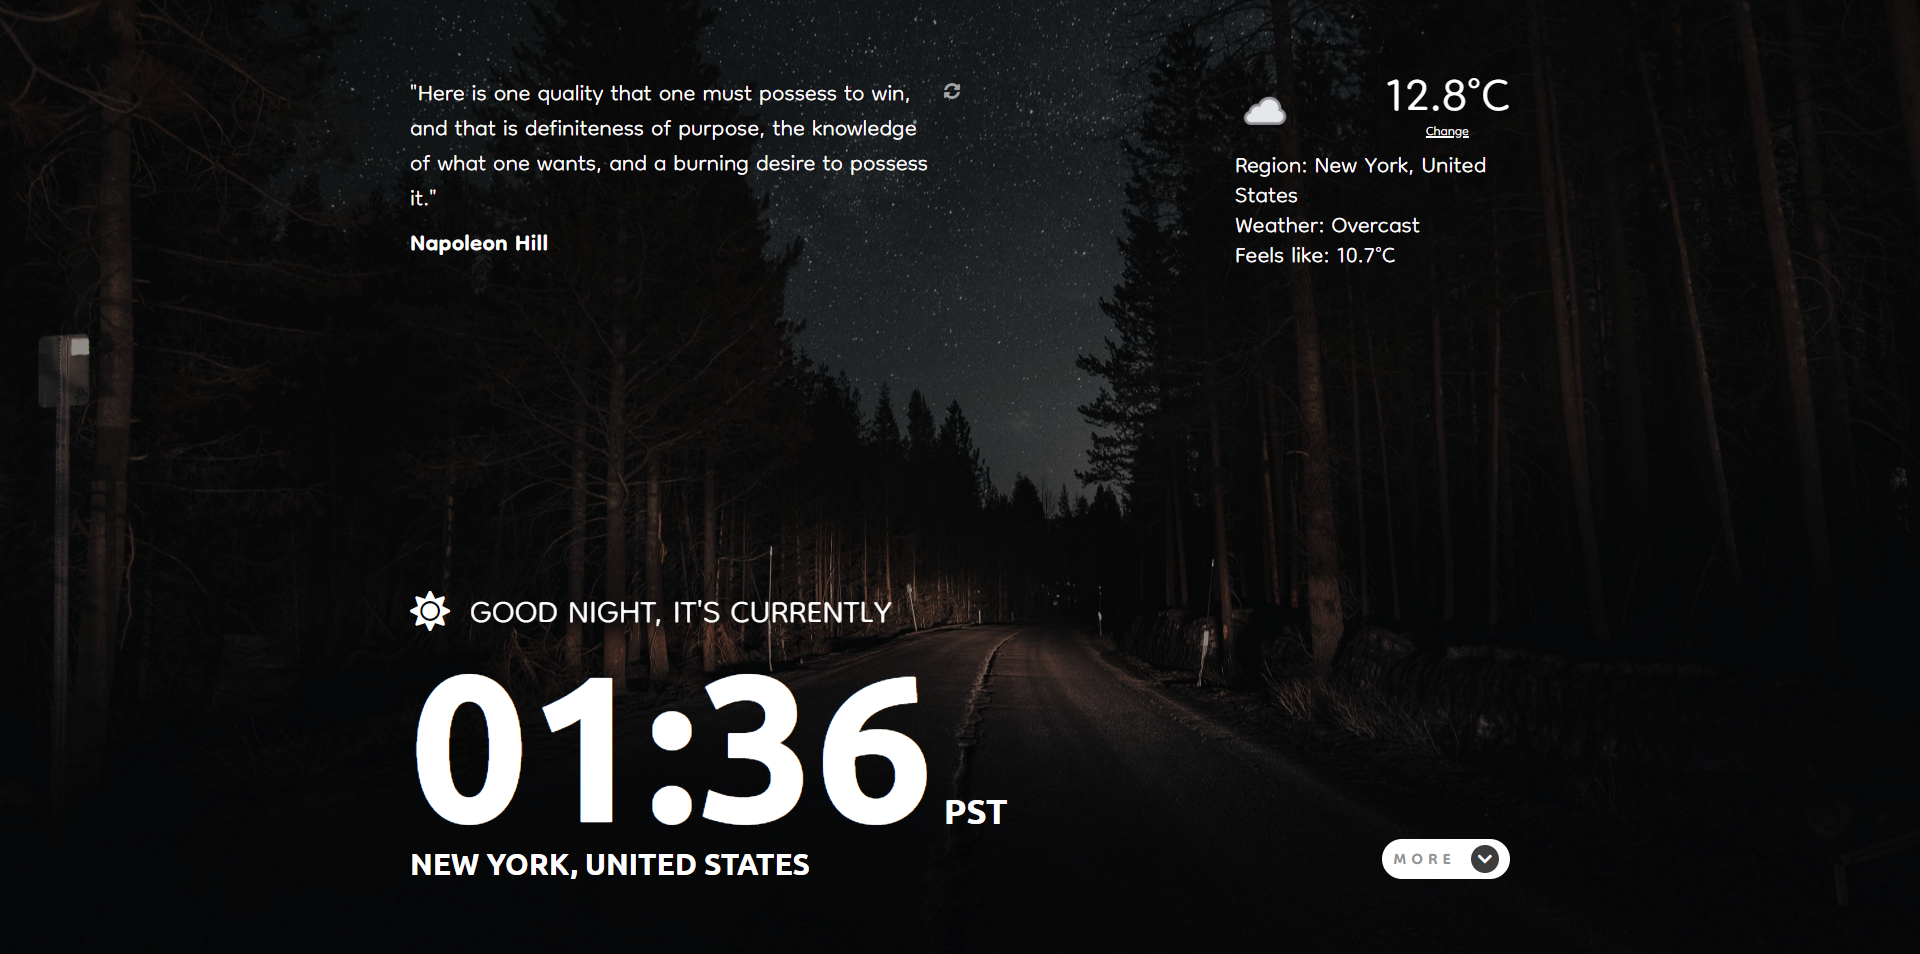 "Here is one quality that one must possess to win,
and that is definiteness of purpose, the knowledge
of what one wants, and a burning desire to possess
it."
Napoleon Hill
12.8°C
Change
Region: New York, United
States
Weather: Overcast
Feels like: 10.7°C
GOOD NIGHT, IT'S CURRENTLY
01:36 PST
NEW YORK, UNITED STATES
MORE